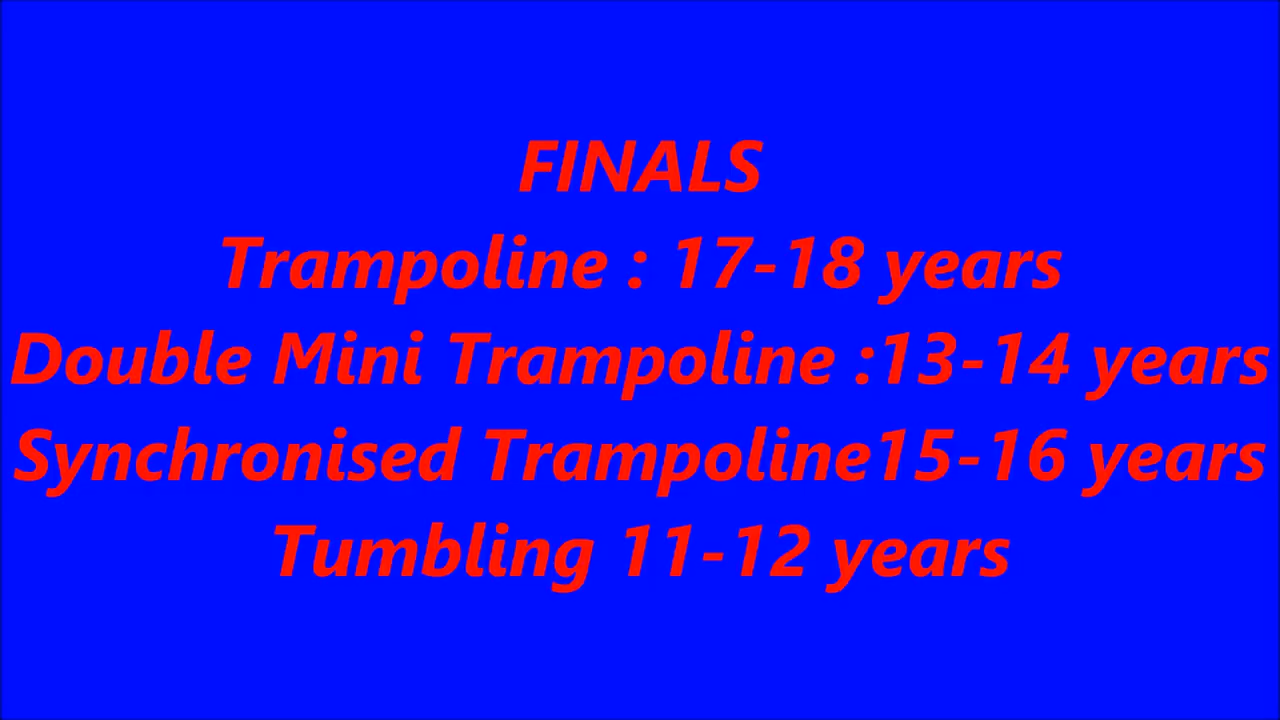 FINALS
Trampoline : 17-18 years
Double Mini Trampoline :13-14 years
Synchronised Trampoline15-16 years
Tumbling 11-12 years